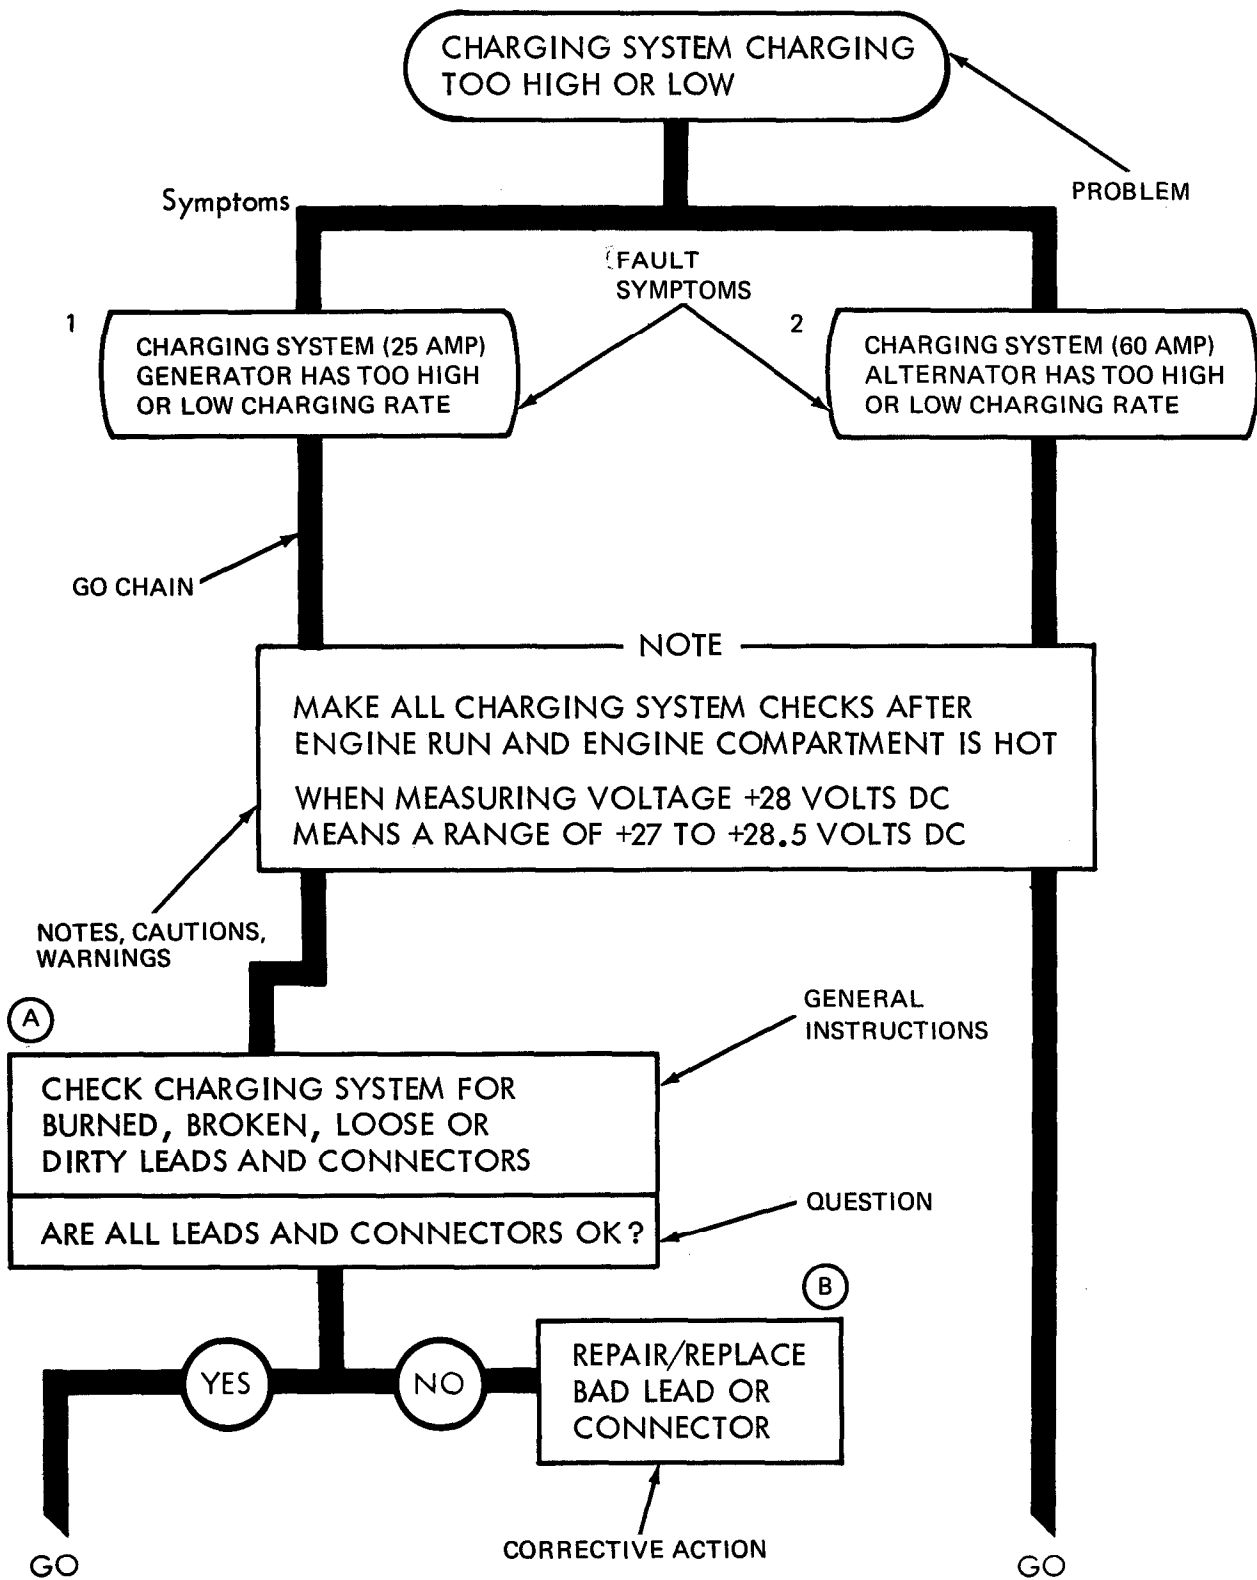 CHARGING SYSTEM CHARGING
TOO HIGH OR LOW
PROBLEM
Symptoms
FAULT
SYMPTOMS
1
CHARGING SYSTEM (25 AMP)
GENERATOR HAS TOO HIGH
OR LOW CHARGING RATE
2
CHARGING SYSTEM (60 AMP)
ALTERNATOR HAS TOO HIGH
OR LOW CHARGING RATE
GO CHAIN
NOTE
MAKE ALL CHARGING SYSTEM CHECKS AFTER
ENGINE RUN AND ENGINE COMPARTMENT IS HOT
WHEN MEASURING VOLTAGE +28 VOLTS DC
MEANS A RANGE OF +27 TO +28.5 VOLTS DC
NOTES, CAUTIONS,
WARNINGS
GENERAL
INSTRUCTIONS
A
CHECK CHARGING SYSTEM FOR
BURNED, BROKEN, LOOSE OR
DIRTY LEADS AND CONNECTORS
QUESTION
ARE ALL LEADS AND CONNECTORS OK?
B
YES
NO
REPAIR/REPLACE
BAD LEAD OR
CONNECTOR
CORRECTIVE ACTION
GO
GO